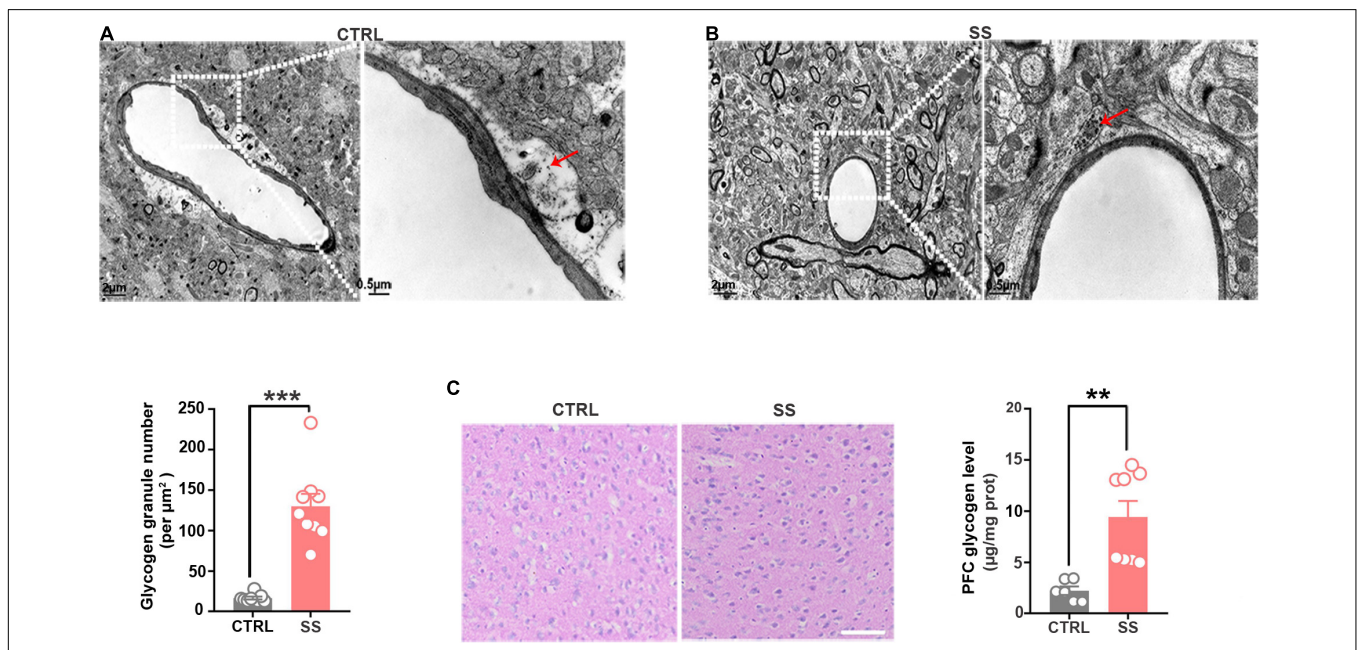 A
CTRL
B
SS
2µm
0.5µm
2µm
0.5µm
Glycogen granule number
(per µm²)
250
200
150
100
50
0
***
CTRL
SS
C
CTRL
SS
PFC glycogen level
(µg/mg prot)
20
15
10
5
0
**
CTRL
SS